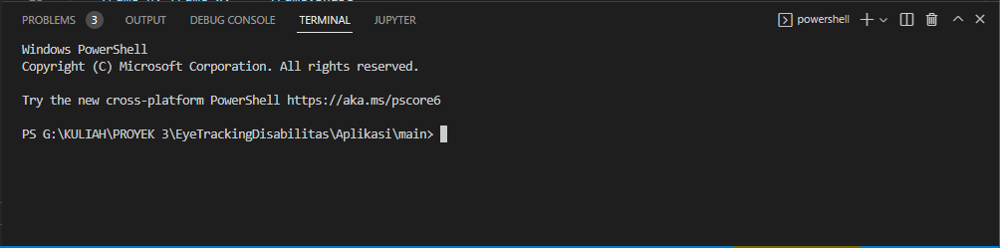 PROBLEMS 3 OUTPUT DEBUG CONSOLE TERMINAL JUPYTER powershell
Windows PowerShell
Copyright (C) Microsoft Corporation. All rights reserved.
Try the new cross-platform PowerShell https://aka.ms/pscore6
PS G:\KULIAH\PROYEK 3\EyeTrackingDisabilitas\Aplikasi\main>